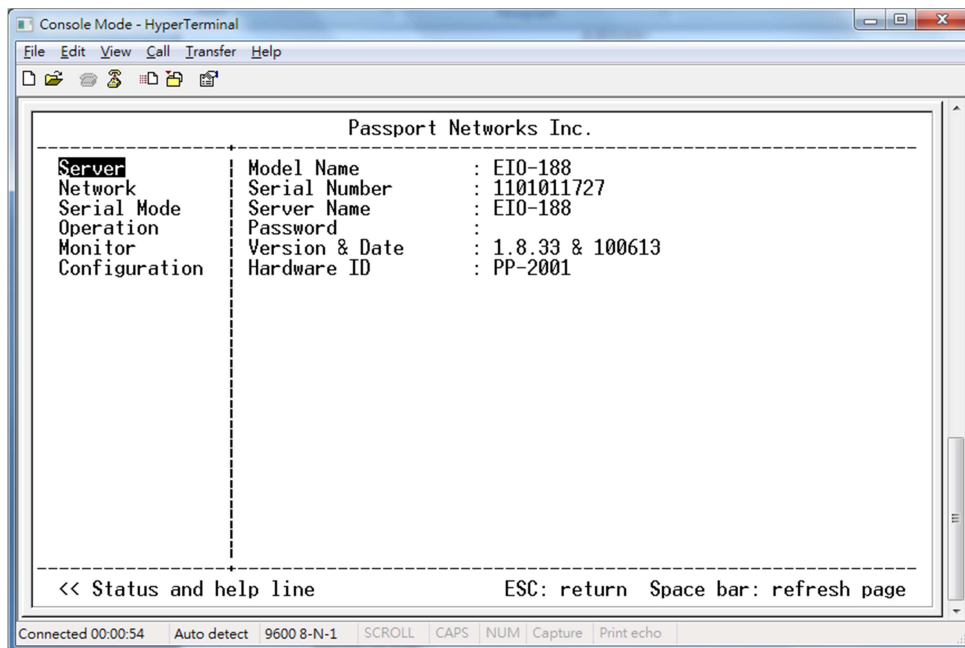 Console Mode - HyperTerminal
File Edit View Call Transfer Help
Passport Networks Inc.
Server Model Name : EIO-188
Network Serial Number : 1101011727
Serial Mode Server Name : EIO-188
Operation Password :
Monitor Version & Date : 1.8.33 & 100613
Configuration Hardware ID : PP-2001
<< Status and help line ESC: return Space bar: refresh page
Connected 00:00:54 Auto detect 9600 8-N-1 SCROLL CAPS NUM Capture Print echo